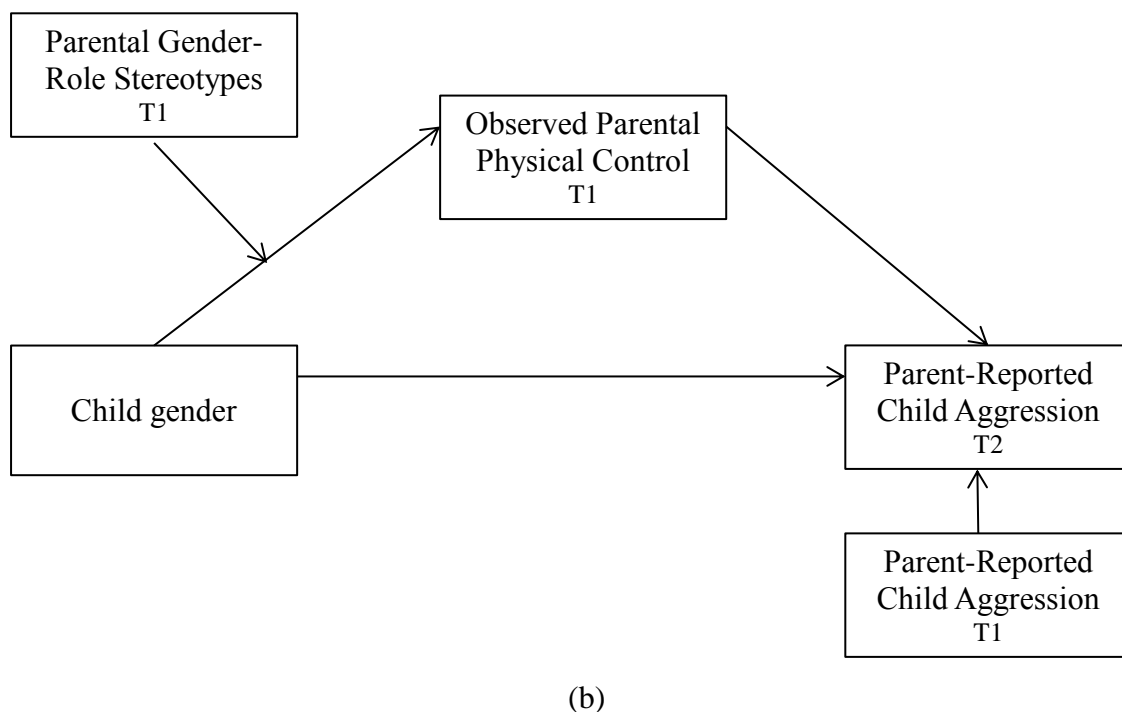 Parental Gender-
Role Stereotypes
T1
Observed Parental
Physical Control
T1
Child gender
Parent-Reported
Child Aggression
T2
Parent-Reported
Child Aggression
T1
(b)